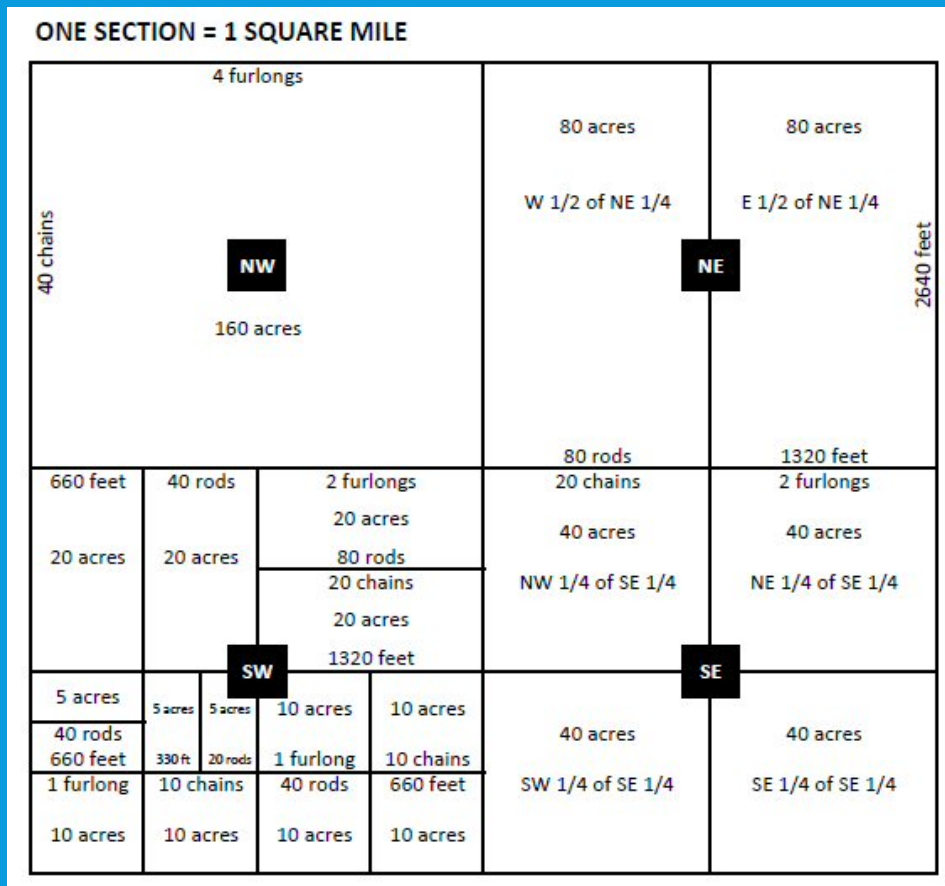 ONE SECTION = 1 SQUARE MILE
4 furlongs
40 chains
NW
160 acres
80 acres
W 1/2 of NE 1/4
80 rods
80 acres
E 1/2 of NE 1/4
NE
2640 feet
1320 feet
660 feet
20 acres
40 rods
20 acres
2 furlongs
20 acres
80 rods
20 chains
20 acres
1320 feet
SW
5 acres
40 rods
660 feet
5 acres
330 ft
5 acres
20 rods
10 acres
1 furlong
10 acres
10 chains
1 furlong
10 acres
10 chains
10 acres
40 rods
10 acres
660 feet
10 acres
20 chains
40 acres
NW 1/4 of SE 1/4
2 furlongs
40 acres
NE 1/4 of SE 1/4
SE
40 acres
SW 1/4 of SE 1/4
40 acres
SE 1/4 of SE 1/4